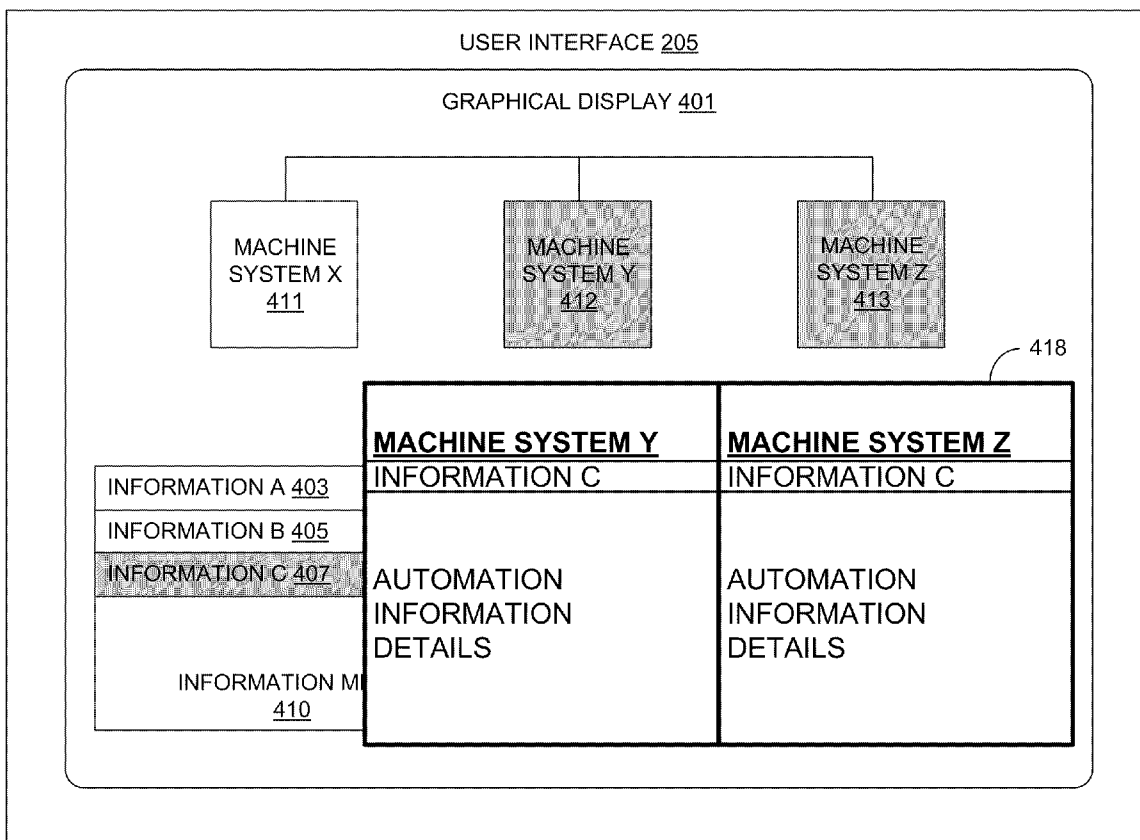 USER INTERFACE 205
GRAPHICAL DISPLAY 401
MACHINE SYSTEM X 411
MACHINE SYSTEM Y 412
MACHINE SYSTEM Z 413
418
MACHINE SYSTEM Y
MACHINE SYSTEM Z
INFORMATION C
INFORMATION C
INFORMATION A 403
INFORMATION B 405
INFORMATION C 407
AUTOMATION
INFORMATION
DETAILS
AUTOMATION
INFORMATION
DETAILS
INFORMATION M
410